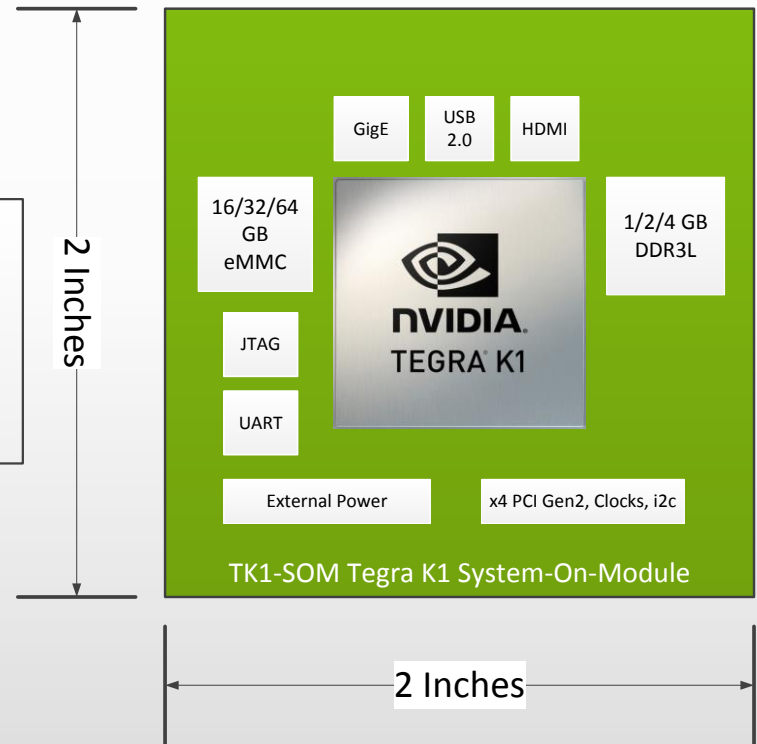 GigE
USB
2.0
HDMI
16/32/64
GB
eMMC
1/2/4 GB
DDR3L
2 Inches
NVIDIA.
TEGRA® K1
JTAG
UART
External Power
x4 PCI Gen2, Clocks, i2c
TK1-SOM Tegra K1 System-On-Module
2 Inches